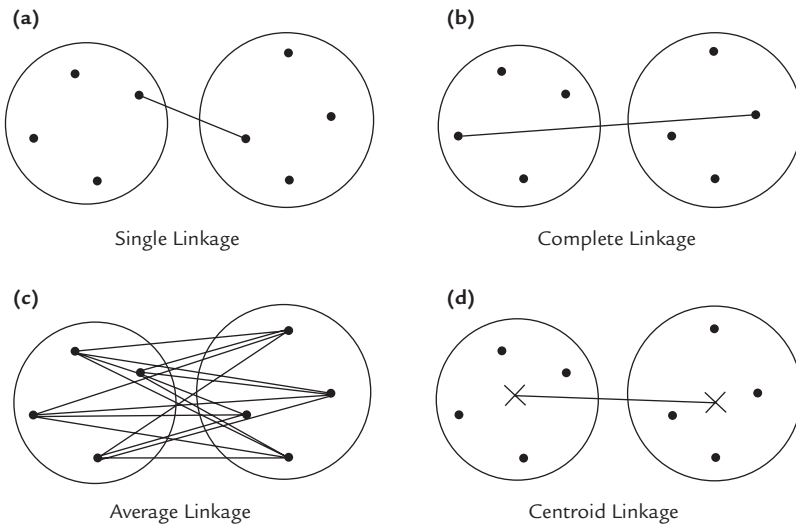 (a)
Single Linkage
(b)
Complete Linkage
(c)
Average Linkage
(d)
Centroid Linkage